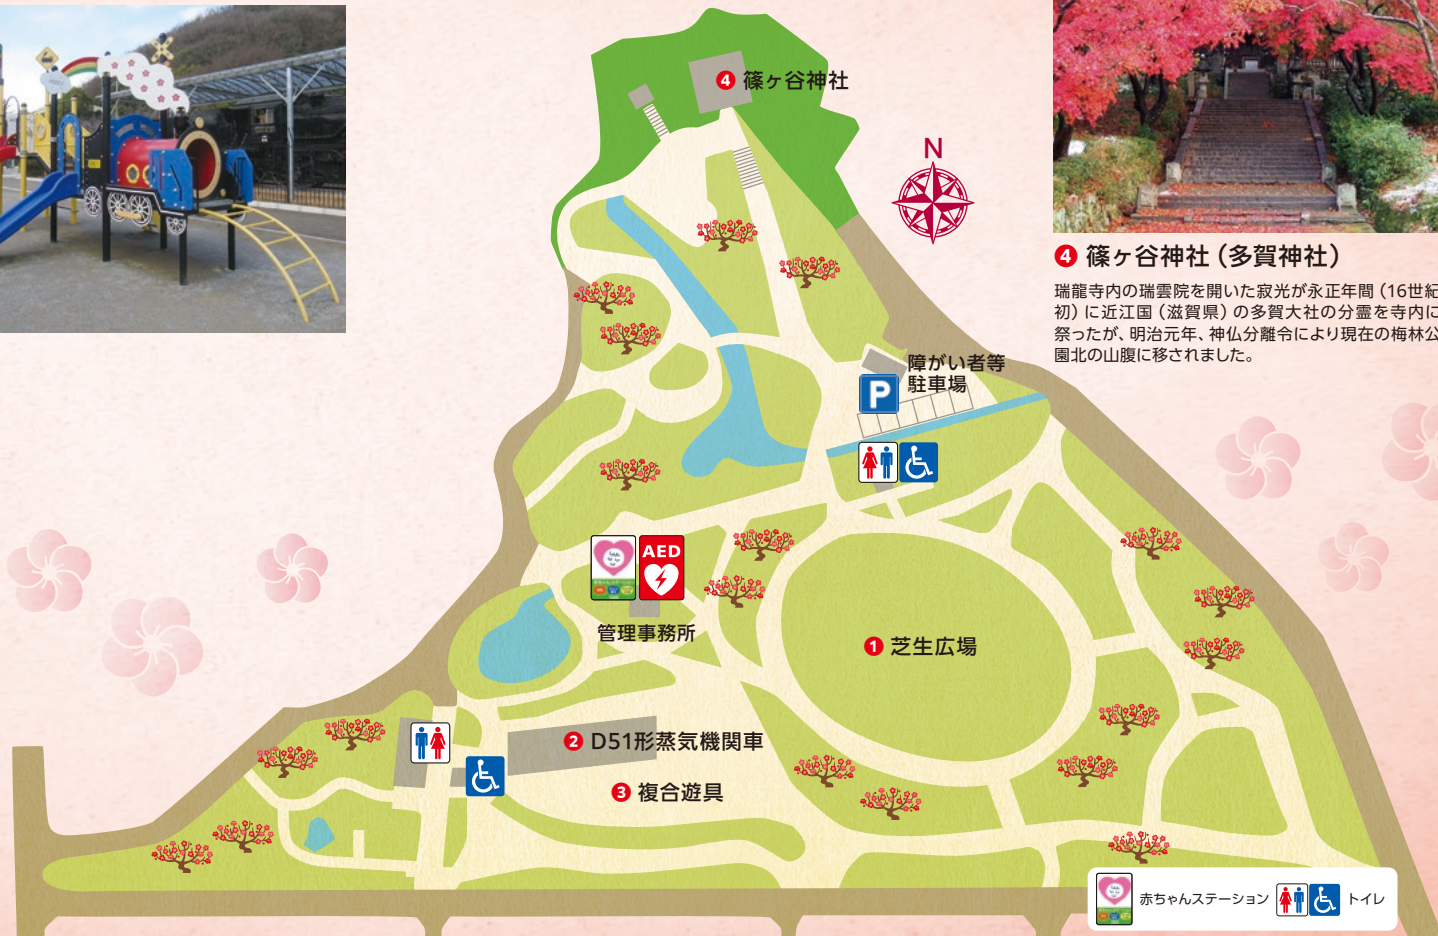 4 篠ヶ谷神社
N
4 篠ヶ谷神社（多賀神社）
瑞龍寺内の瑞雲院を開いた寂光が永正年間（16世紀
初）に近江国（滋賀県）の多賀大社の分霊を寺内に
祭ったが、明治元年、神仏分離令により現在の梅林公
園北の山腹に移されました。
障がい者等
駐車場
P
AED
管理事務所
1 芝生広場
2 D51形蒸気機関車
3 複合遊具
赤ちゃんステーション
トイレ